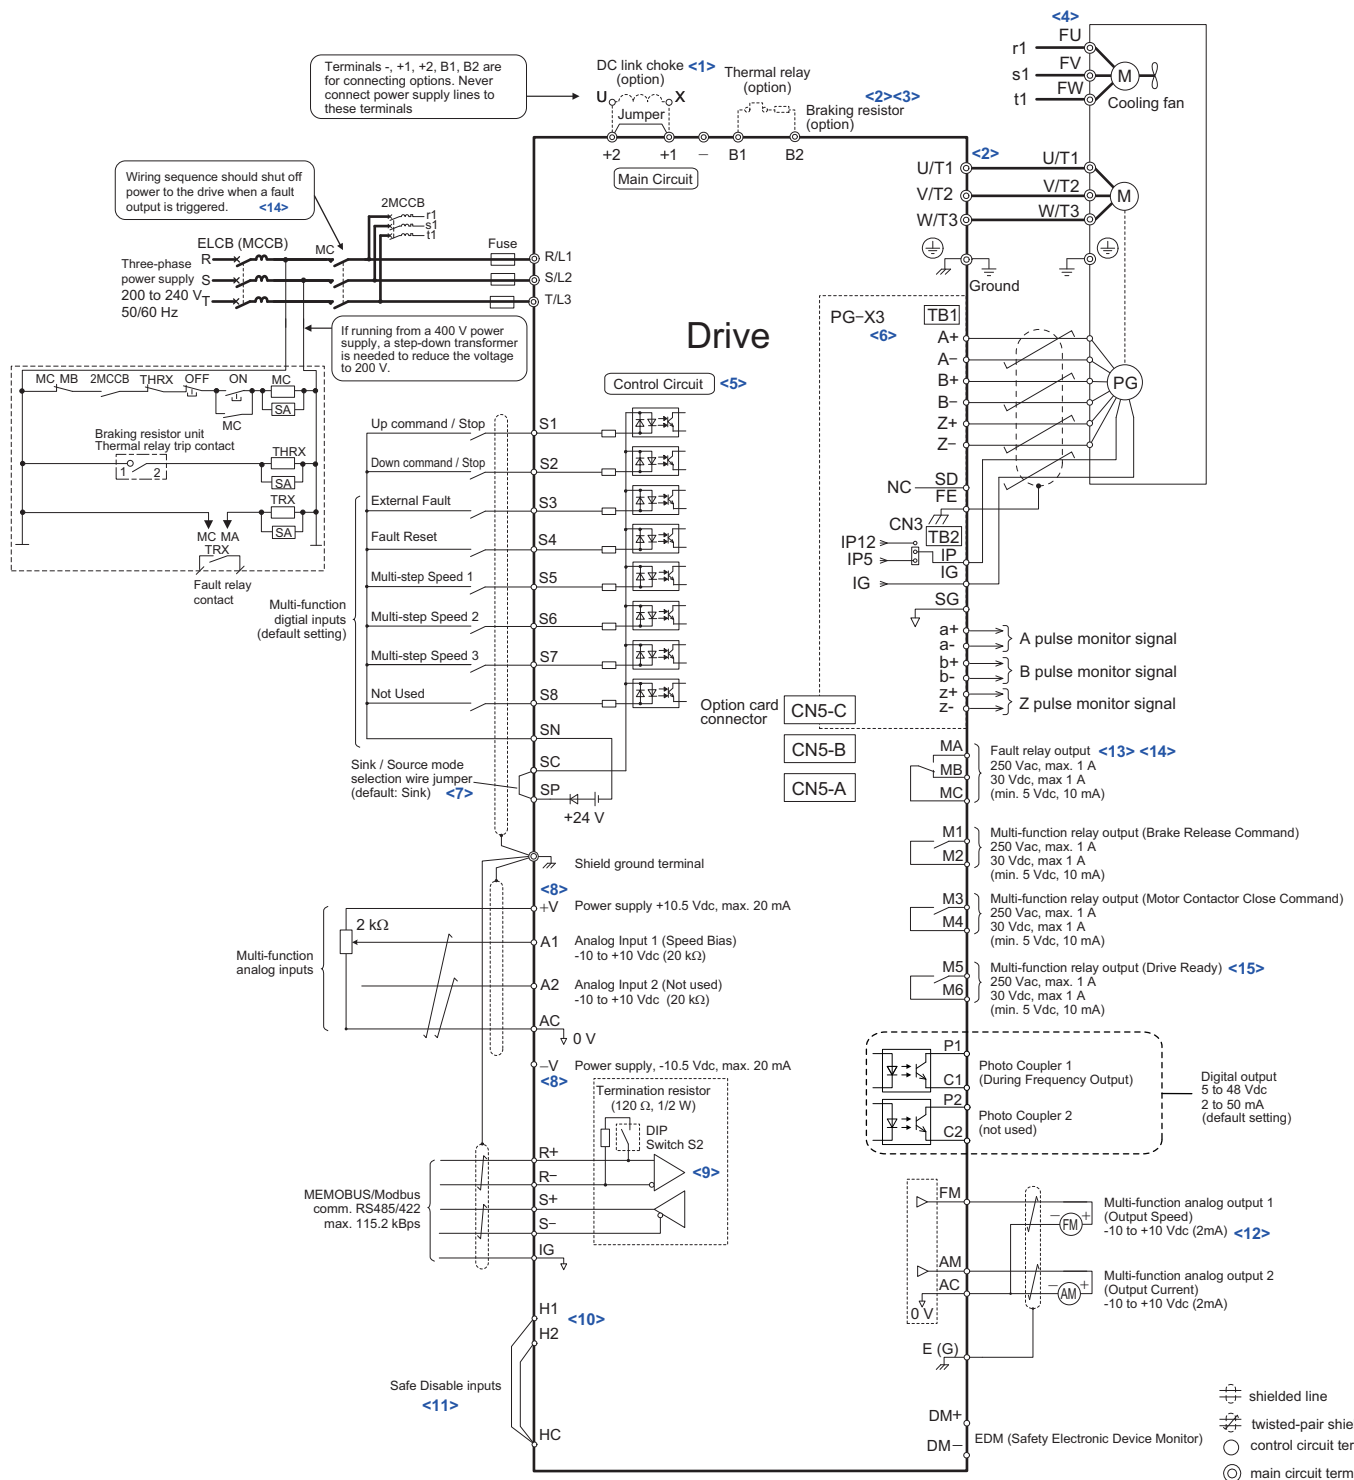 Terminals -, +1, +2, B1, B2 are
for connecting options. Never
connect power supply lines to
these terminals
DC link choke <1>
(option)
U X
Jumper
Thermal relay
(option)
<2><3>
Braking resistor
(option)
+2 +1 − B1 B2
Main Circuit
<4>
r1 FU
s1 FV
t1 FW
M
Cooling fan
<2>
U/T1 U/T1
V/T2 V/T2
W/T3 W/T3
M
Ground
Wiring sequence should shut off
power to the drive when a fault
output is triggered. <14>
2MCCB
r1
s1
t1
ELCB (MCCB)
MC
Fuse
Three-phase
power supply
200 to 240 V
50/60 Hz
R
S
T
R/L1
S/L2
T/L3
If running from a 400 V power
supply, a step-down transformer
is needed to reduce the voltage
to 200 V.
Drive
MC MB 2MCCB THRX OFF ON MC
SA
MC
Braking resistor unit
Thermal relay trip contact
1 2
THRX
SA
TRX
SA
MC MA
TRX
Fault relay
contact
Control Circuit <5>
Up command / Stop S1
Down command / Stop S2
External Fault S3
Fault Reset S4
Multi-step Speed 1 S5
Multi-step Speed 2 S6
Multi-step Speed 3 S7
Not Used S8
Multi-function
digtial inputs
(default setting)
SN
SC
SP
+24 V
Sink / Source mode
selection wire jumper
(default: Sink) <7>
Shield ground terminal
PG−X3 TB1
<6>
A+
A−
B+
B−
Z+
Z−
PG
NC SD
FE
CN3 TB2
IP12
IP5
IP
IG IG
SG
a+
a-
A pulse monitor signal
b+
b-
B pulse monitor signal
z+
z-
Z pulse monitor signal
Option card
connector
CN5-C
CN5-B
CN5-A
MA
MB
MC
Fault relay output <13> <14>
250 Vac, max. 1 A
30 Vdc, max 1 A
(min. 5 Vdc, 10 mA)
M1
M2
Multi-function relay output (Brake Release Command)
250 Vac, max. 1 A
30 Vdc, max 1 A
(min. 5 Vdc, 10 mA)
M3
M4
Multi-function relay output (Motor Contactor Close Command)
250 Vac, max. 1 A
30 Vdc, max 1 A
(min. 5 Vdc, 10 mA)
M5
M6
Multi-function relay output (Drive Ready) <15>
250 Vac, max. 1 A
30 Vdc, max 1 A
(min. 5 Vdc, 10 mA)
<8>
+V Power supply +10.5 Vdc, max. 20 mA
2 kΩ
Multi-function
analog inputs
A1 Analog Input 1 (Speed Bias)
-10 to +10 Vdc (20 kΩ)
A2 Analog Input 2 (Not used)
-10 to +10 Vdc (20 kΩ)
AC
0 V
−V Power supply, -10.5 Vdc, max. 20 mA
<8>
P1
C1
Photo Coupler 1
(During Frequency Output)
P2
C2
Photo Coupler 2
(not used)
Digital output
5 to 48 Vdc
2 to 50 mA
(default setting)
Termination resistor
(120 Ω, 1/2 W)
DIP
Switch S2
<9>
MEMOBUS/Modbus
comm. RS485/422
max. 115.2 kBps
R+
R−
S+
S−
IG
FM
− +
FM
Multi-function analog output 1
(Output Speed)
-10 to +10 Vdc (2mA) <12>
AM
AC
0 V
− +
AM
Multi-function analog output 2
(Output Current)
-10 to +10 Vdc (2mA)
E (G)
H1 <10>
H2
Safe Disable inputs
<11>
HC
DM+
DM−
EDM (Safety Electronic Device Monitor)
shielded line
twisted-pair shie
control circuit ter
main circuit term